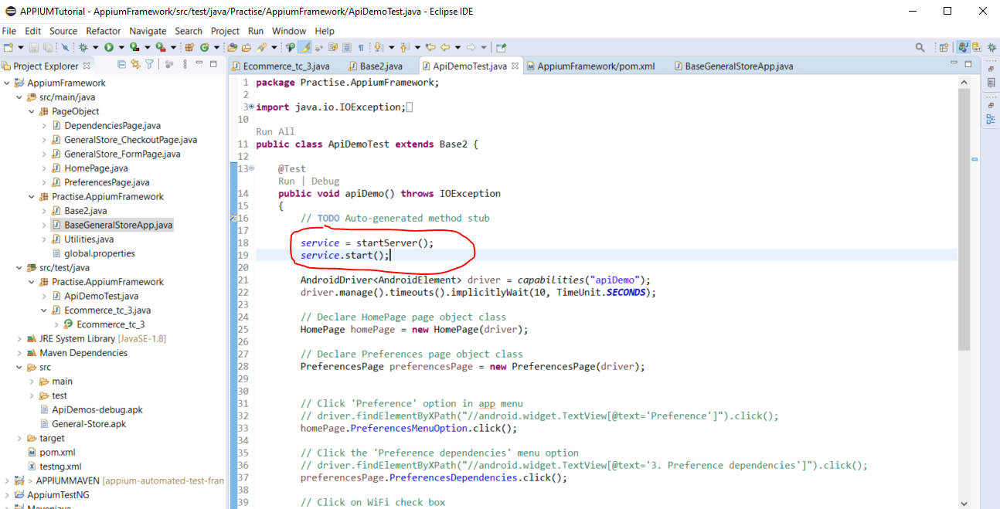 APPIUMTutorial - AppiumFramework/src/test/java/Practise/AppiumFramework/ApiDemoTest.java - Eclipse IDE
File Edit Source Refactor Navigate Search Project Run Window Help
Project Explorer
AppiumFramework
src/main/java
PageObject
DependenciesPage.java
GeneralStore_CheckoutPage.java
GeneralStore_FormPage.java
HomePage.java
PreferencesPage.java
Practise.AppiumFramework
Base2.java
BaseGeneralStoreApp.java
Utilities.java
global.properties
src/test/java
Practise.AppiumFramework
ApiDemoTest.java
Ecommerce_tc_3.java
Ecommerce_tc_3
JRE System Library [JavaSE-1.8]
Maven Dependencies
src
main
test
ApiDemos-debug.apk
General-Store.apk
target
pom.xml
testng.xml
> APPIUMMAVEN [appium-automated-test-fram
AppiumTestNG
Mavenjava
Ecommerce_tc_3.java Base2.java ApiDemoTest.java AppiumFramework/pom.xml BaseGeneralStoreApp.java
1 package Practise.AppiumFramework;
2
3 import java.io.IOException;
10
Run All
11 public class ApiDemoTest extends Base2 {
12
13 @Test
Run | Debug
14 public void apiDemo() throws IOException
15 {
16 // TODO Auto-generated method stub
17
18 service = startServer();
19 service.start();
20
21 AndroidDriver<AndroidElement> driver = capabilities("apiDemo");
22 driver.manage().timeouts().implicitlyWait(10, TimeUnit.SECONDS);
23
24 // Declare HomePage page object class
25 HomePage homePage = new HomePage(driver);
26
27 // Declare Preferences page object class
28 PreferencesPage preferencesPage = new PreferencesPage(driver);
29
30
31 // Click 'Preference' option in app menu
32 // driver.findElementByXPath("//android.widget.TextView[@text='Preference']").click();
33 homePage.PreferencesMenuOption.click();
34
35 // Click the 'Preference dependencies' menu option
36 // driver.findElementByXPath("//android.widget.TextView[@text='3. Preference dependencies']").click();
37 preferencesPage.PreferencesDependencies.click();
38
39 // Click on WiFi check box